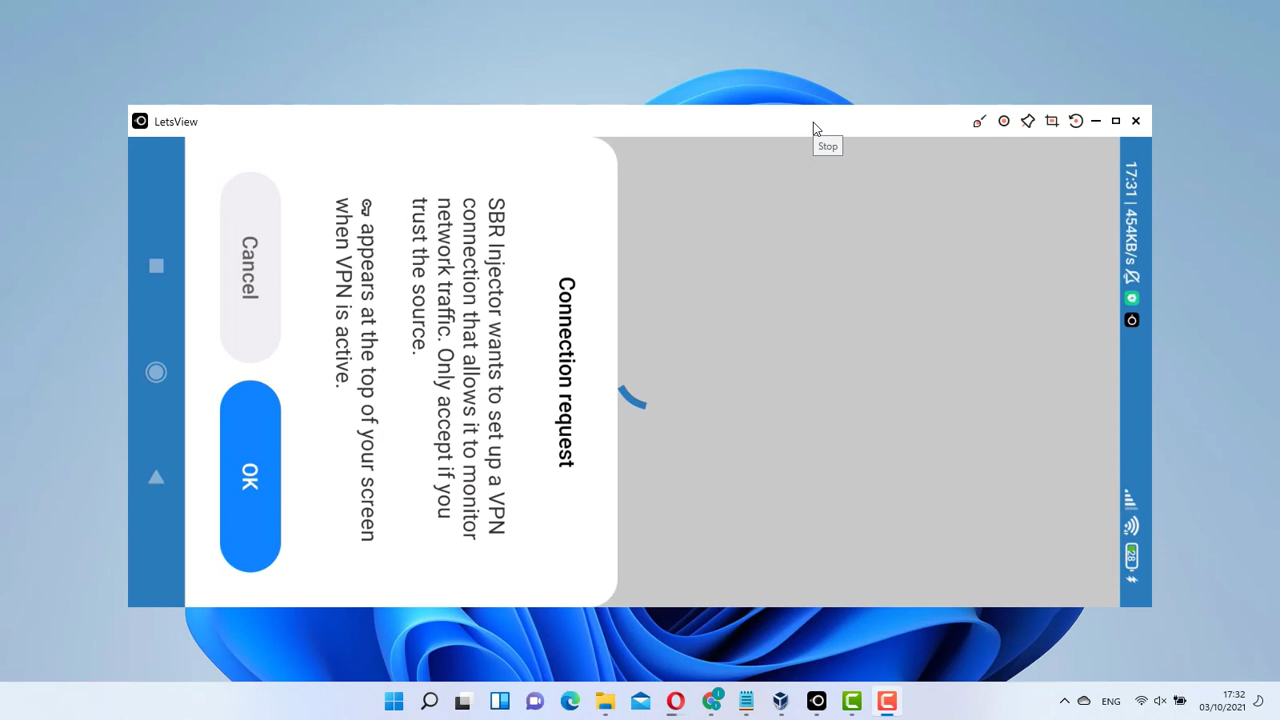 LetsView
Stop
17:31 | 454KB/s
28
Connection request
SBR Injector wants to set up a VPN
connection that allows it to monitor
network traffic. Only accept if you
trust the source.
appears at the top of your screen
when VPN is active.
Cancel
OK
ENG
17:32
03/10/2021